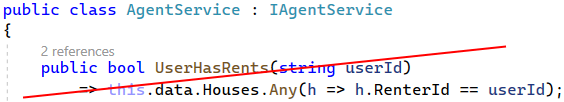 public class AgentService : IAgentService
{
2 references
public bool UserHasRents(string userId)
=> this.data.Houses.Any(h => h.RenterId == userId);